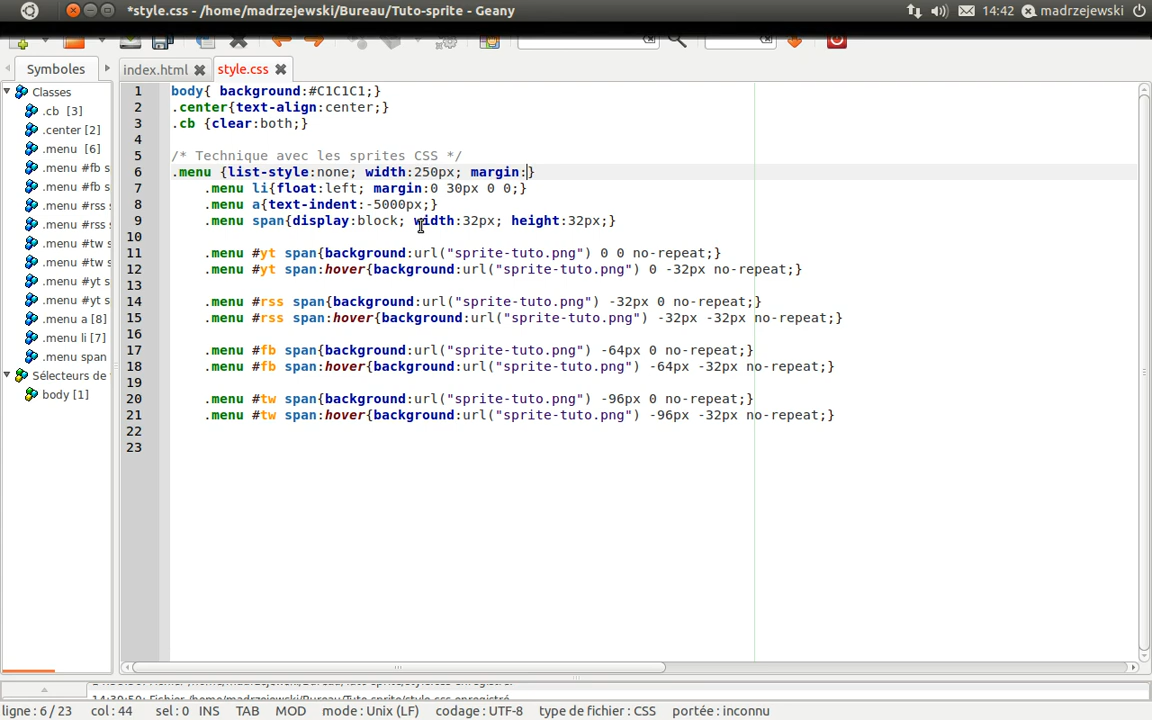 *style.css - /home/madrzejewski/Bureau/Tuto-sprite - Geany
14:42 madrzejewski
Symboles
index.html
style.css
Classes
.cb [3]
.center [2]
.menu [6]
.menu #fb s
.menu #fb s
.menu #rss s
.menu #rss s
.menu #tw s
.menu #tw s
.menu #yt s
.menu #yt s
.menu a [8]
.menu li [7]
.menu span
Sélecteurs de
body [1]
1 body{ background:#C1C1C1;}
2 .center{text-align:center;}
3 .cb {clear:both;}
4
5 /* Technique avec les sprites CSS */
6 .menu {list-style:none; width:250px; margin:}
7 .menu li{float:left; margin:0 30px 0 0;}
8 .menu a{text-indent:-5000px;}
9 .menu span{display:block; width:32px; height:32px;}
10
11 .menu #yt span{background:url("sprite-tuto.png") 0 0 no-repeat;}
12 .menu #yt span:hover{background:url("sprite-tuto.png") 0 -32px no-repeat;}
13
14 .menu #rss span{background:url("sprite-tuto.png") -32px 0 no-repeat;}
15 .menu #rss span:hover{background:url("sprite-tuto.png") -32px -32px no-repeat;}
16
17 .menu #fb span{background:url("sprite-tuto.png") -64px 0 no-repeat;}
18 .menu #fb span:hover{background:url("sprite-tuto.png") -64px -32px no-repeat;}
19
20 .menu #tw span{background:url("sprite-tuto.png") -96px 0 no-repeat;}
21 .menu #tw span:hover{background:url("sprite-tuto.png") -96px -32px no-repeat;}
22
23
14:39:50: Fichier /home/madrzejewski/Bureau/Tuto-sprite/style.css enregistré.
ligne : 6 / 23 col : 44 sel : 0 INS TAB MOD mode : Unix (LF) codage : UTF-8 type de fichier : CSS portée : inconnu